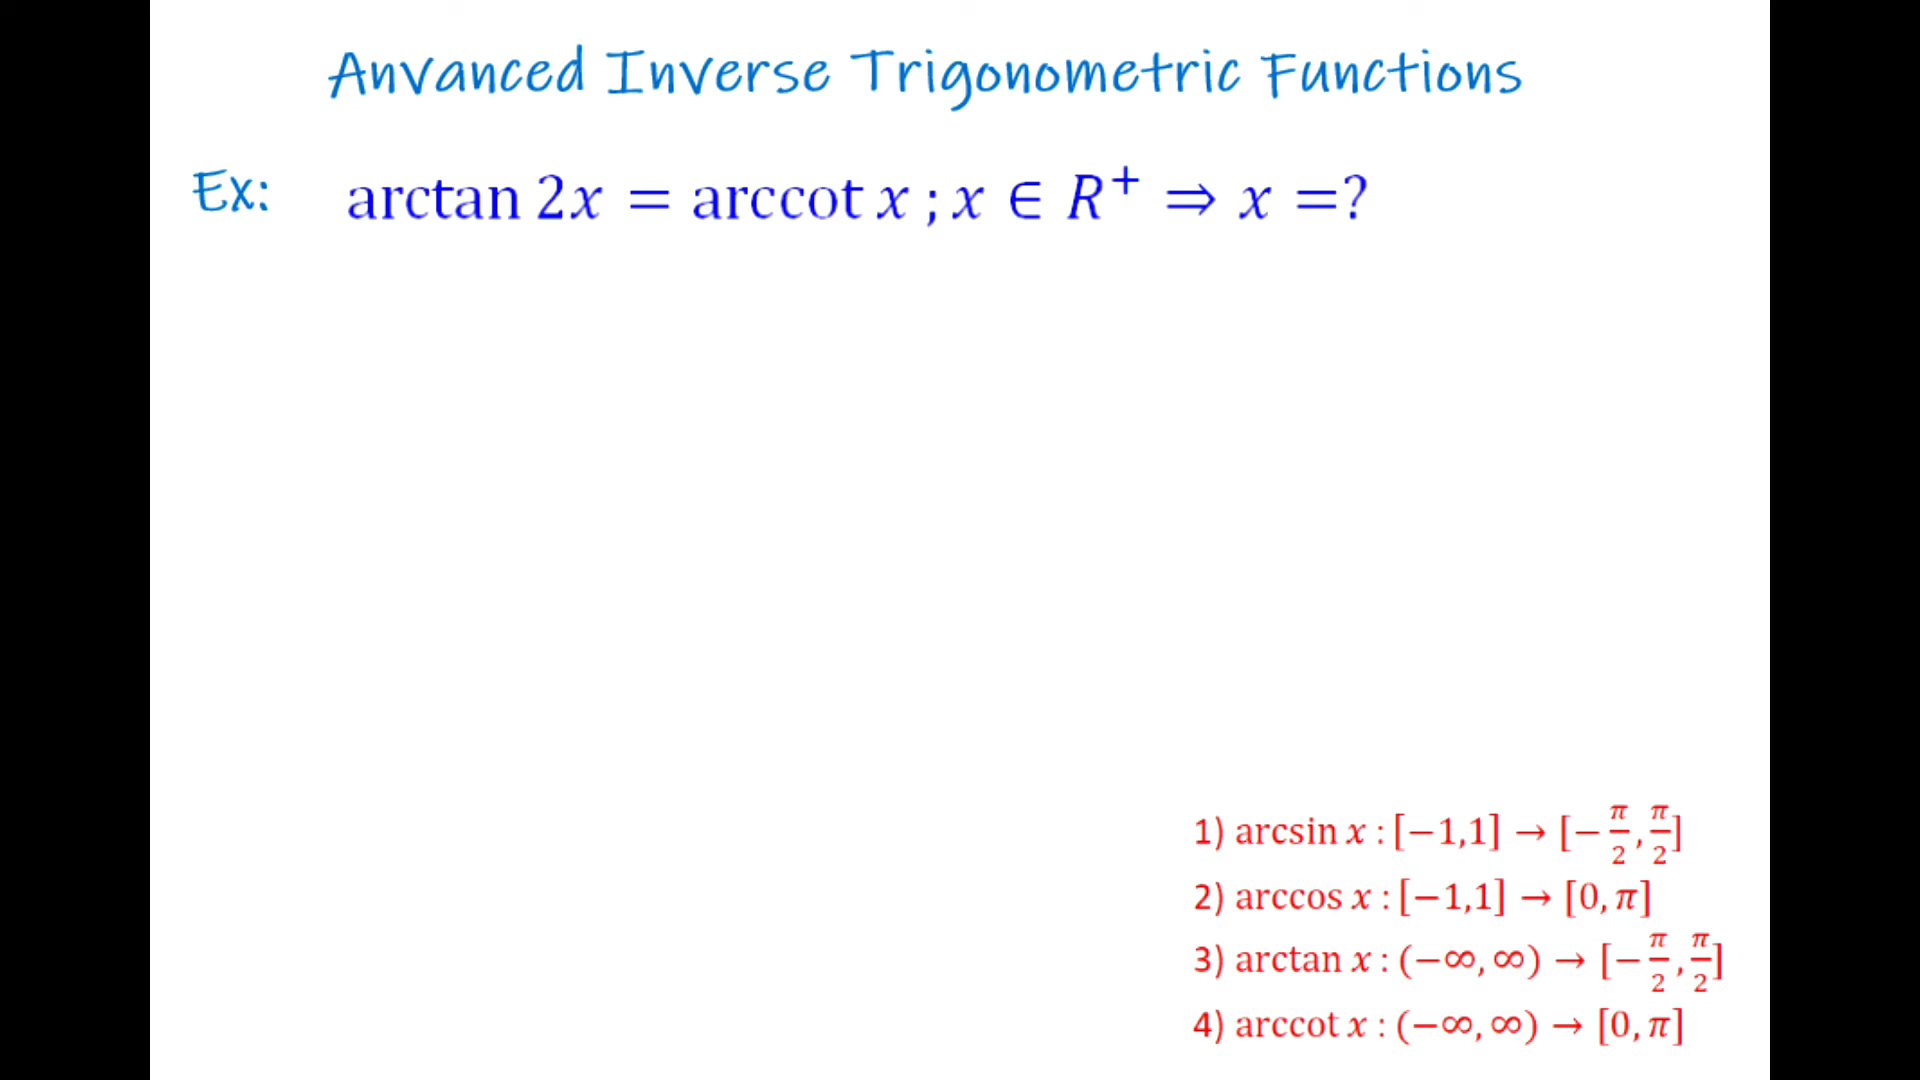 Anvanced Inverse Trigonometric Functions
Ex: arctan 2x = arccot x ; x ∈ R⁺ ⇒ x =?
1) arcsin x : [−1,1] → [−π/2, π/2]
2) arccos x : [−1,1] → [0, π]
3) arctan x : (−∞, ∞) → [−π/2, π/2]
4) arccot x : (−∞, ∞) → [0, π]